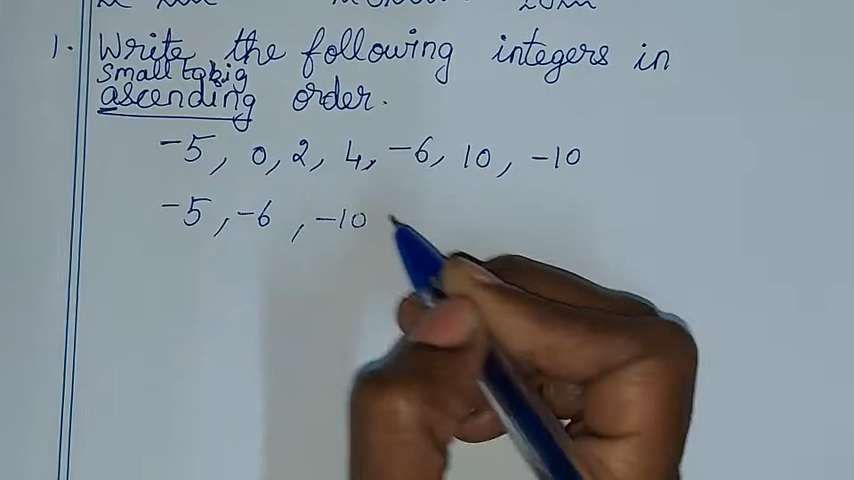 1. Write the following integers in
small to big
ascending order.
-5, 0, 2, 4, -6, 10, -10
-5, -6, -10